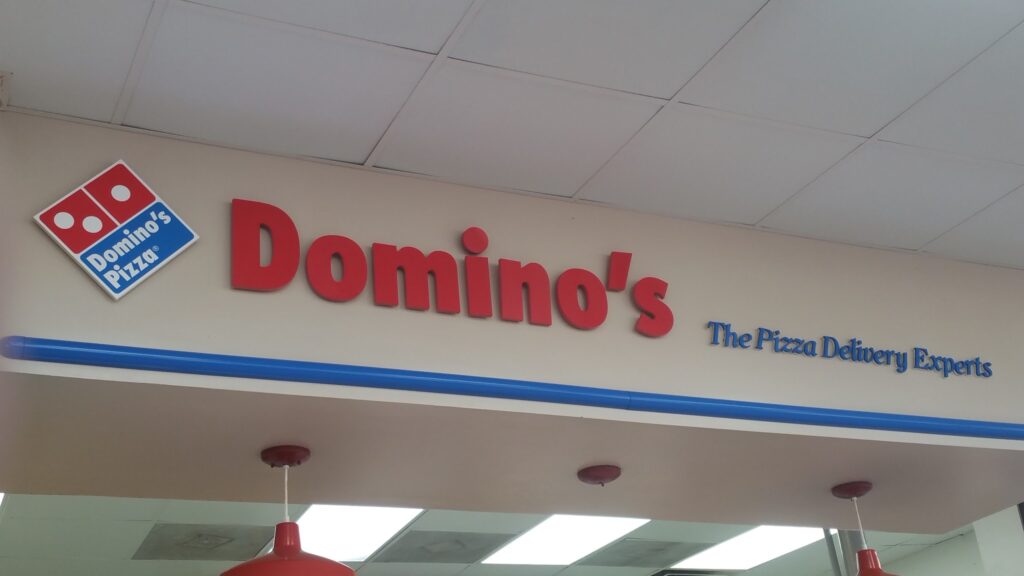 Domino's
Pizza®
Domino's
The Pizza Delivery Experts